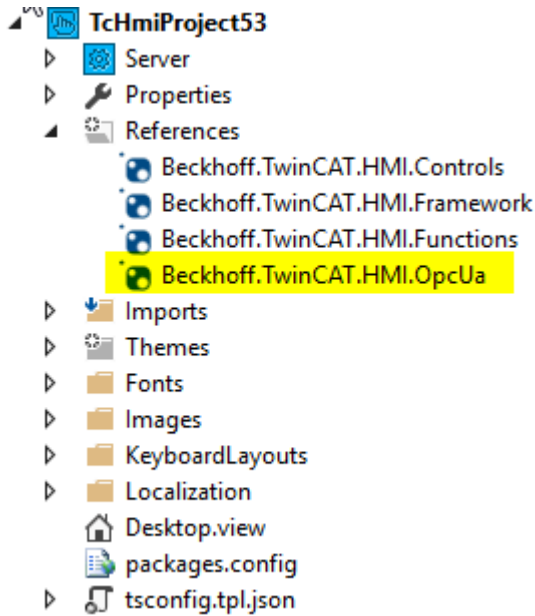 TcHmiProject53
Server
Properties
References
Beckhoff.TwinCAT.HMI.Controls
Beckhoff.TwinCAT.HMI.Framework
Beckhoff.TwinCAT.HMI.Functions
Beckhoff.TwinCAT.HMI.OpcUa
Imports
Themes
Fonts
Images
KeyboardLayouts
Localization
Desktop.view
packages.config
tsconfig.tpl.json